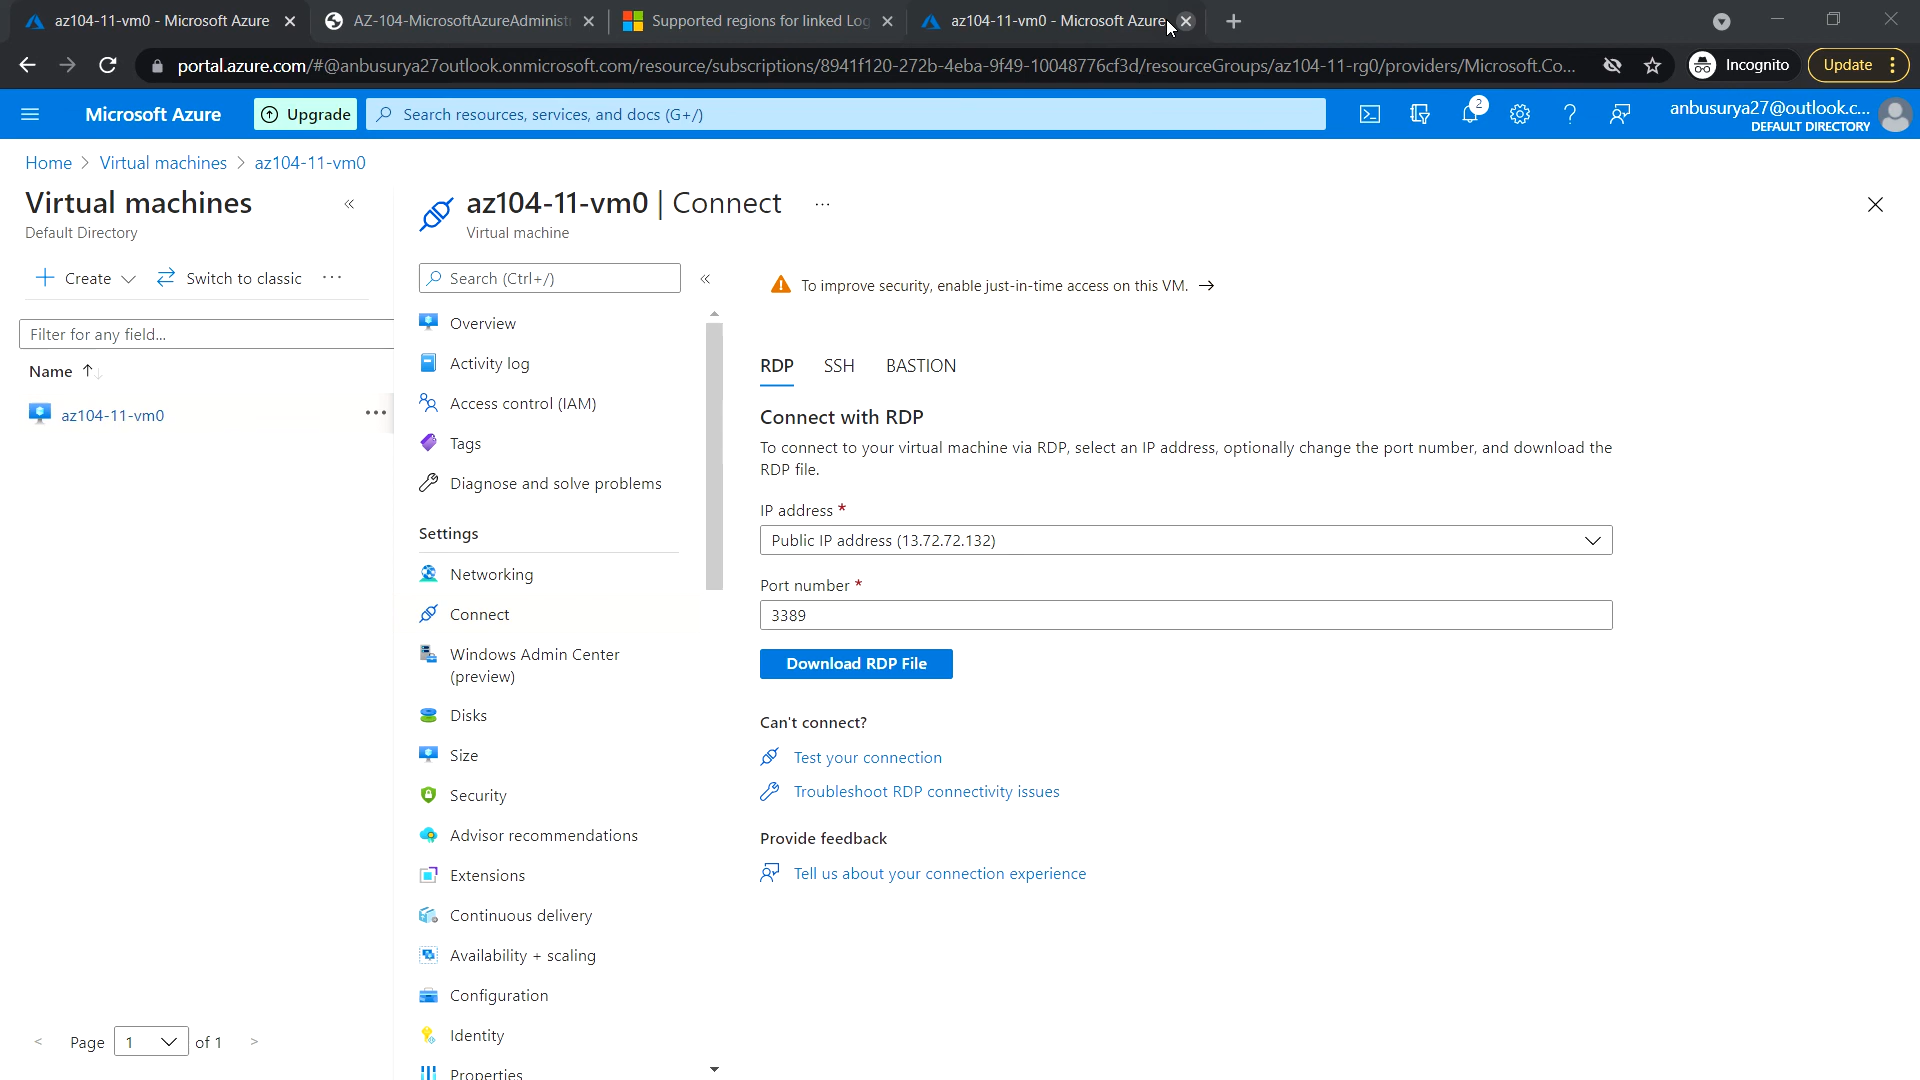 az104-11-vm0 - Microsoft Azure
AZ-104-MicrosoftAzureAdminist
Supported regions for linked Log
az104-11-vm0 - Microsoft Azure
portal.azure.com/#@anbusurya27outlook.onmicrosoft.com/resource/subscriptions/8941f120-272b-4eba-9f49-10048776cf3d/resourceGroups/az104-11-rg0/providers/Microsoft.Co...
Incognito
Update
Microsoft Azure
Upgrade
Search resources, services, and docs (G+/)
2
anbusurya27@outlook.c...
DEFAULT DIRECTORY
Home > Virtual machines > az104-11-vm0
Virtual machines
Default Directory
Create
Switch to classic
Filter for any field...
Name
az104-11-vm0
Page 1 of 1
az104-11-vm0 | Connect
Virtual machine
Search (Ctrl+/)
Overview
Activity log
Access control (IAM)
Tags
Diagnose and solve problems
Settings
Networking
Connect
Windows Admin Center
(preview)
Disks
Size
Security
Advisor recommendations
Extensions
Continuous delivery
Availability + scaling
Configuration
Identity
Properties
To improve security, enable just-in-time access on this VM.
RDP SSH BASTION
Connect with RDP
To connect to your virtual machine via RDP, select an IP address, optionally change the port number, and download the
RDP file.
IP address *
Public IP address (13.72.72.132)
Port number *
3389
Download RDP File
Can't connect?
Test your connection
Troubleshoot RDP connectivity issues
Provide feedback
Tell us about your connection experience